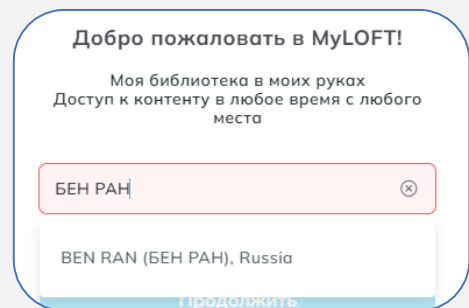 Добро пожаловать в MyLOFT!
Моя библиотека в моих руках
Доступ к контенту в любое время с любого
места
БЕН РАН
BEN RAN (БЕН РАН), Russia
Продолжить